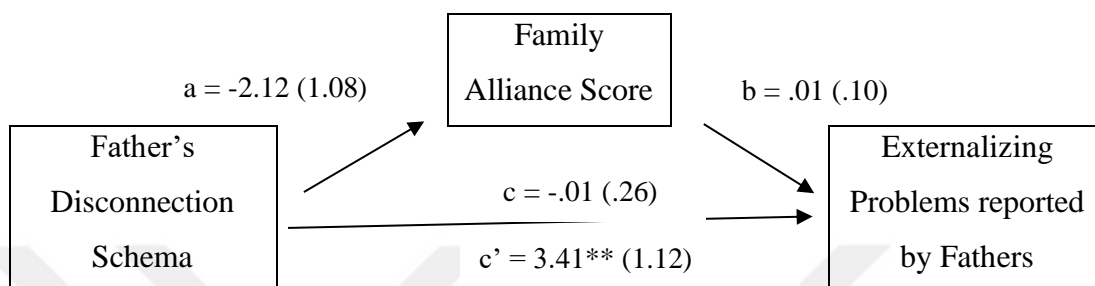 Family
Alliance Score
a = -2.12 (1.08)
b = .01 (.10)
Father’s
Disconnection
Schema
c = -.01 (.26)
c’ = 3.41** (1.12)
Externalizing
Problems reported
by Fathers